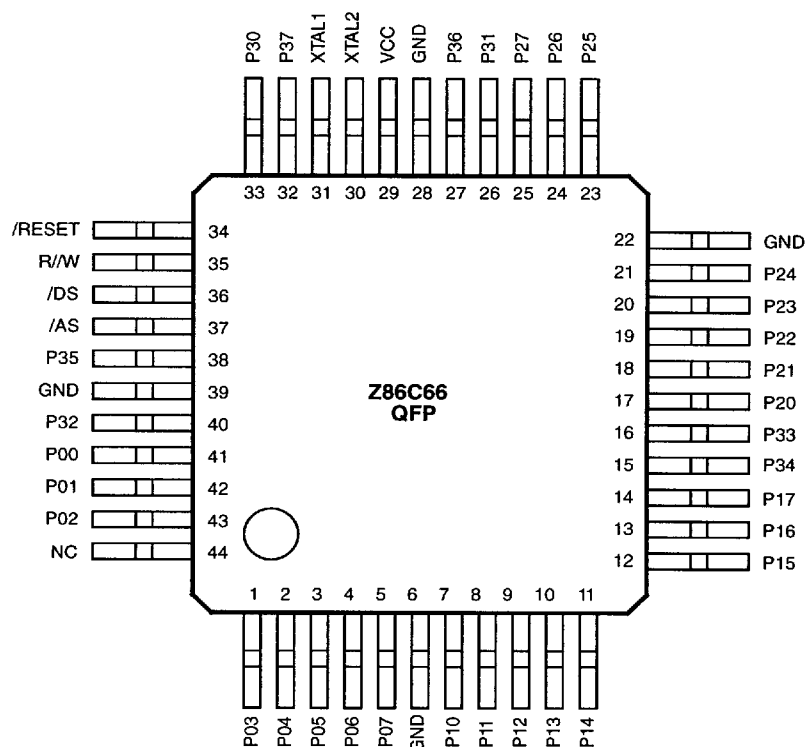 P30 P37 XTAL1 XTAL2 VCC GND P36 P31 P27 P26 P25
33 32 31 30 29 28 27 26 25 24 23
/RESET 34
R//W 35
/DS 36
/AS 37
P35 38
GND 39
P32 40
P00 41
P01 42
P02 43
NC 44
Z86C66
QFP
22 GND
21 P24
20 P23
19 P22
18 P21
17 P20
16 P33
15 P34
14 P17
13 P16
12 P15
1 2 3 4 5 6 7 8 9 10 11
P03 P04 P05 P06 P07 GND P10 P11 P12 P13 P14